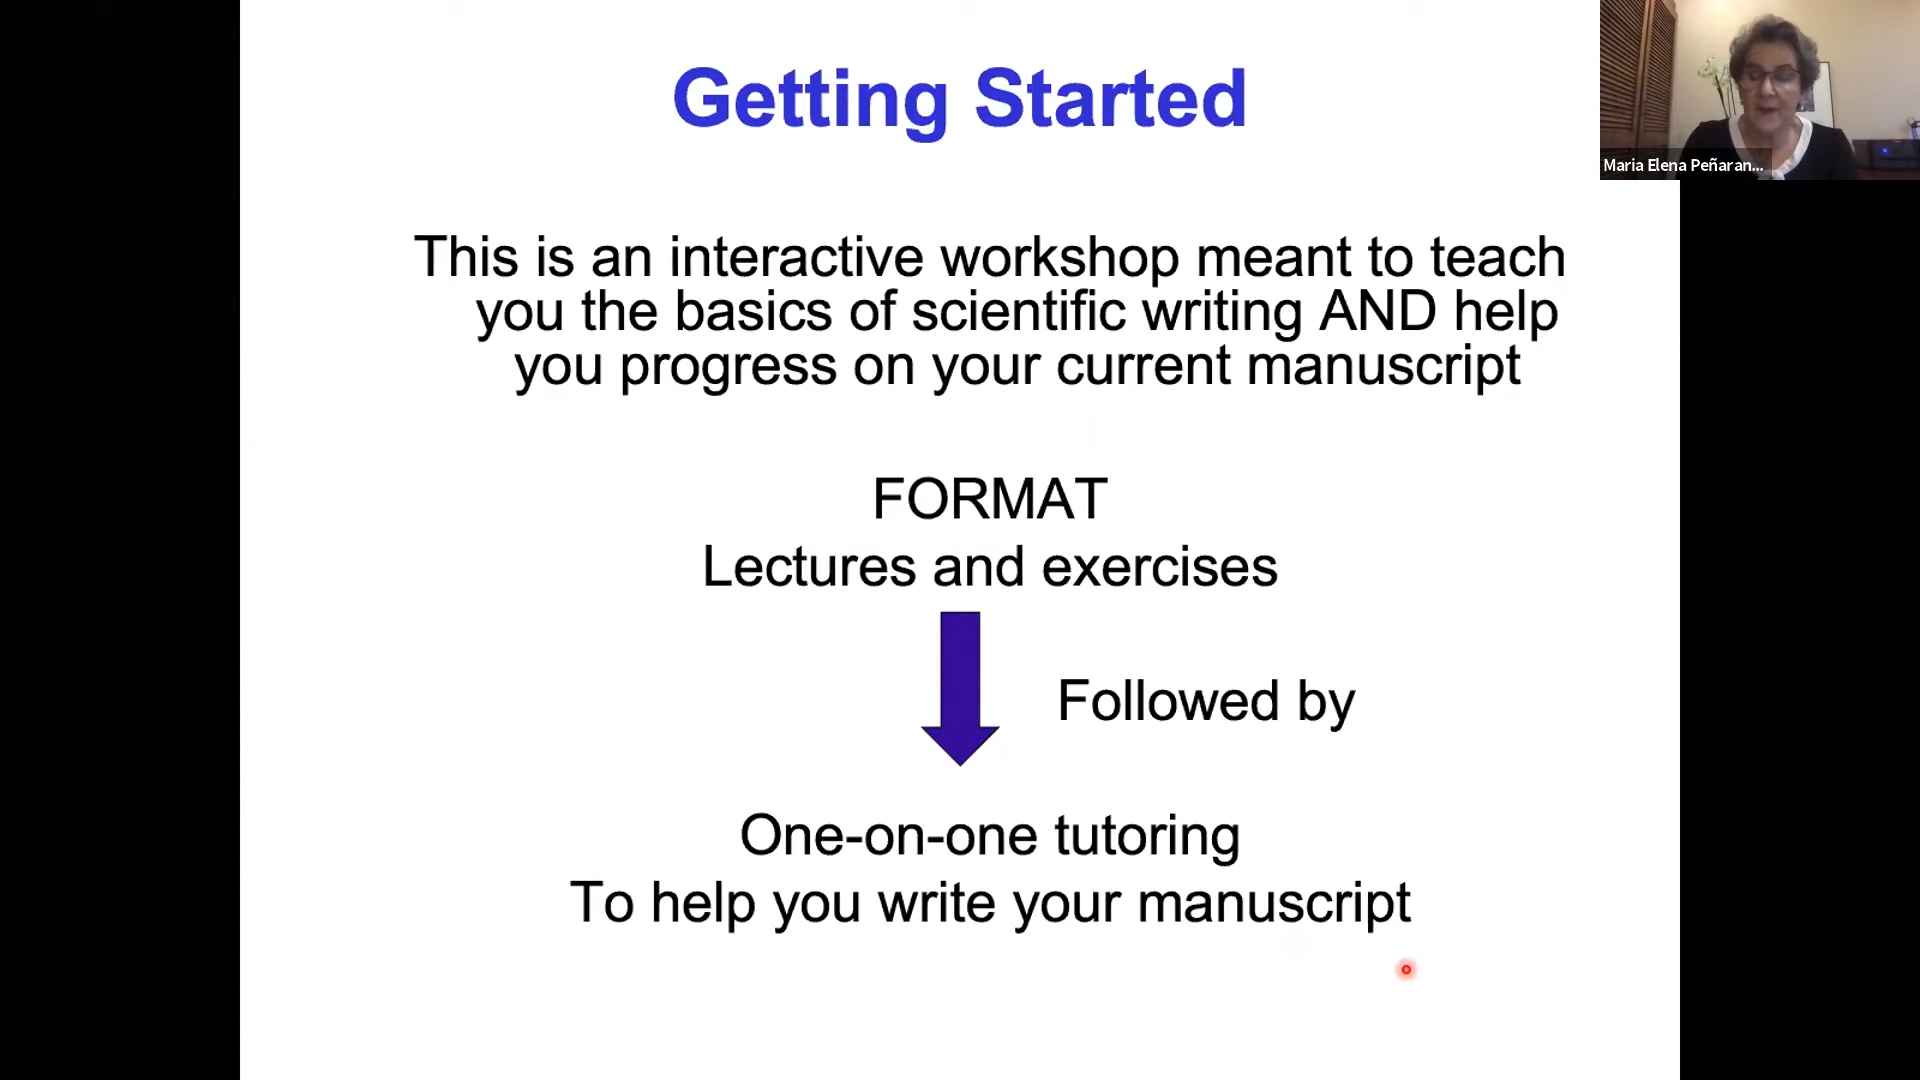 Getting Started
Maria Elena Peñaran...
This is an interactive workshop meant to teach
you the basics of scientific writing AND help
you progress on your current manuscript
FORMAT
Lectures and exercises
Followed by
One-on-one tutoring
To help you write your manuscript